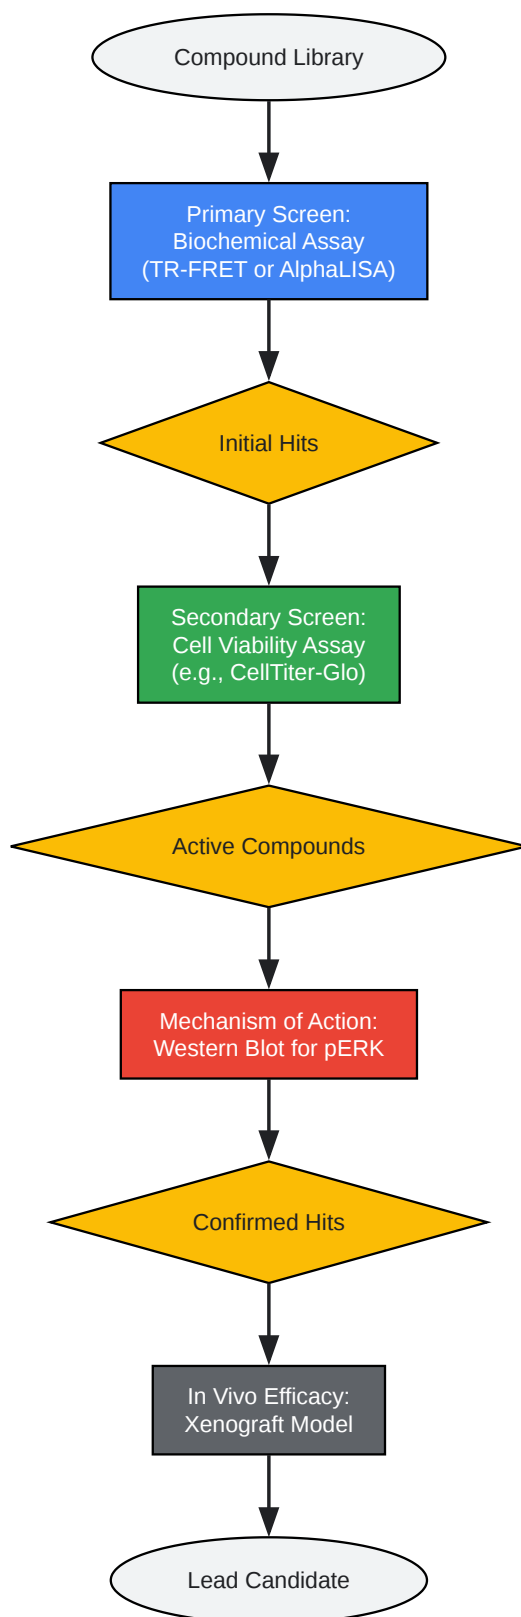 Compound Library
Primary Screen:
Biochemical Assay
(TR-FRET or AlphaLISA)
Initial Hits
Secondary Screen:
Cell Viability Assay
(e.g., CellTiter-Glo)
Active Compounds
Mechanism of Action:
Western Blot for pERK
Confirmed Hits
In Vivo Efficacy:
Xenograft Model
Lead Candidate